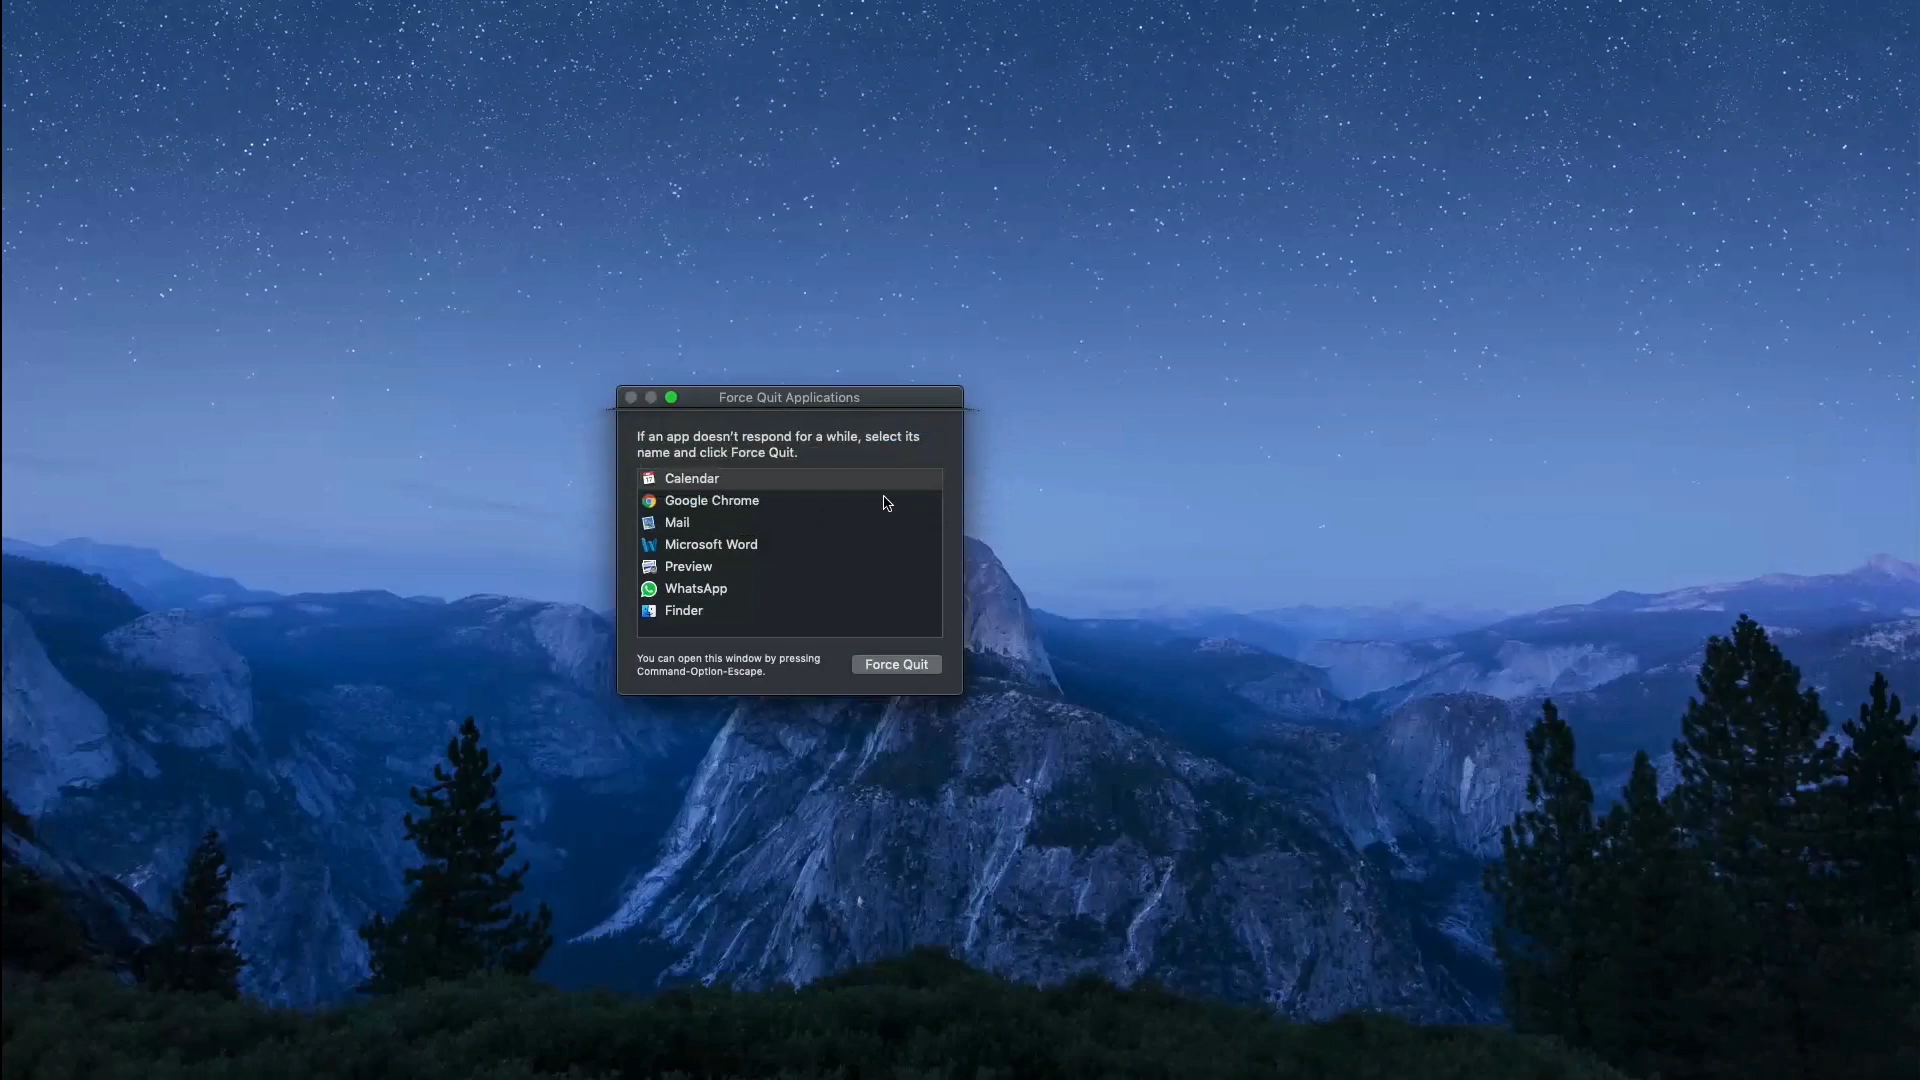 Force Quit Applications
If an app doesn't respond for a while, select its
name and click Force Quit.
Calendar
Google Chrome
Mail
Microsoft Word
Preview
WhatsApp
Finder
You can open this window by pressing
Command-Option-Escape.
Force Quit